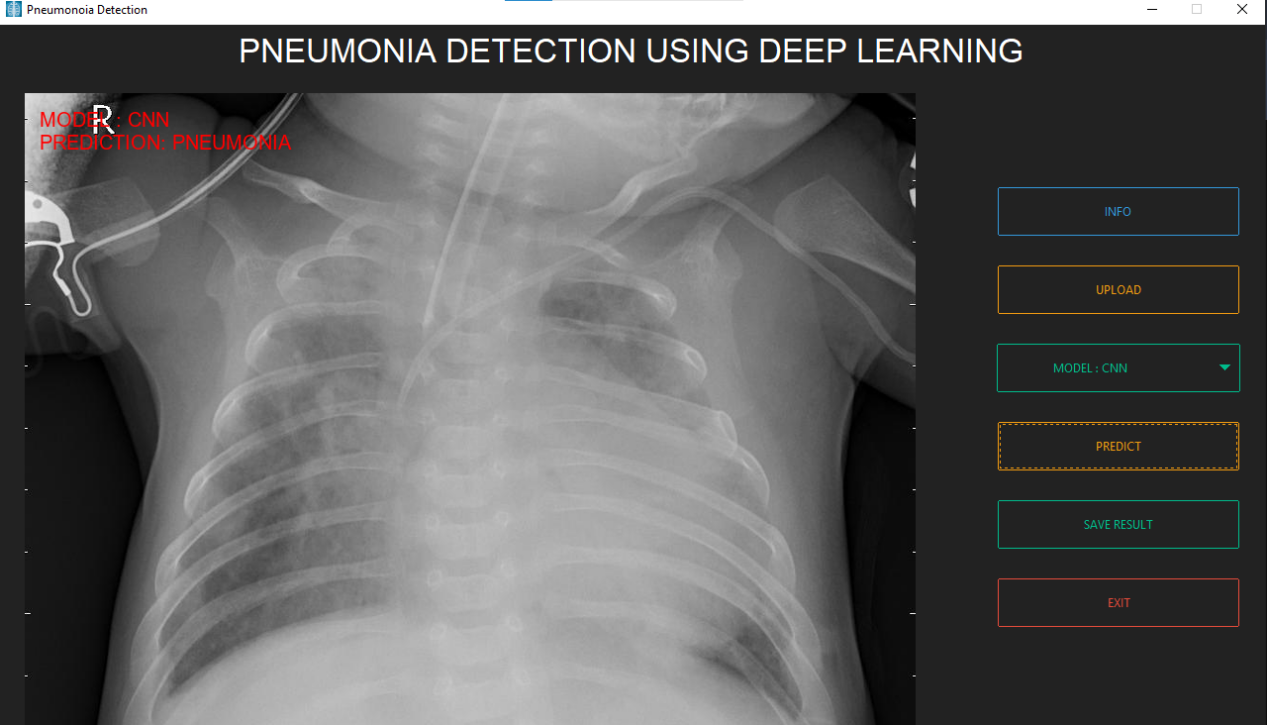 Pneumonoia Detection
PNEUMONIA DETECTION USING DEEP LEARNING
R
MODEL : CNN
PREDICTION: PNEUMONIA
INFO
UPLOAD
MODEL : CNN
PREDICT
SAVE RESULT
EXIT